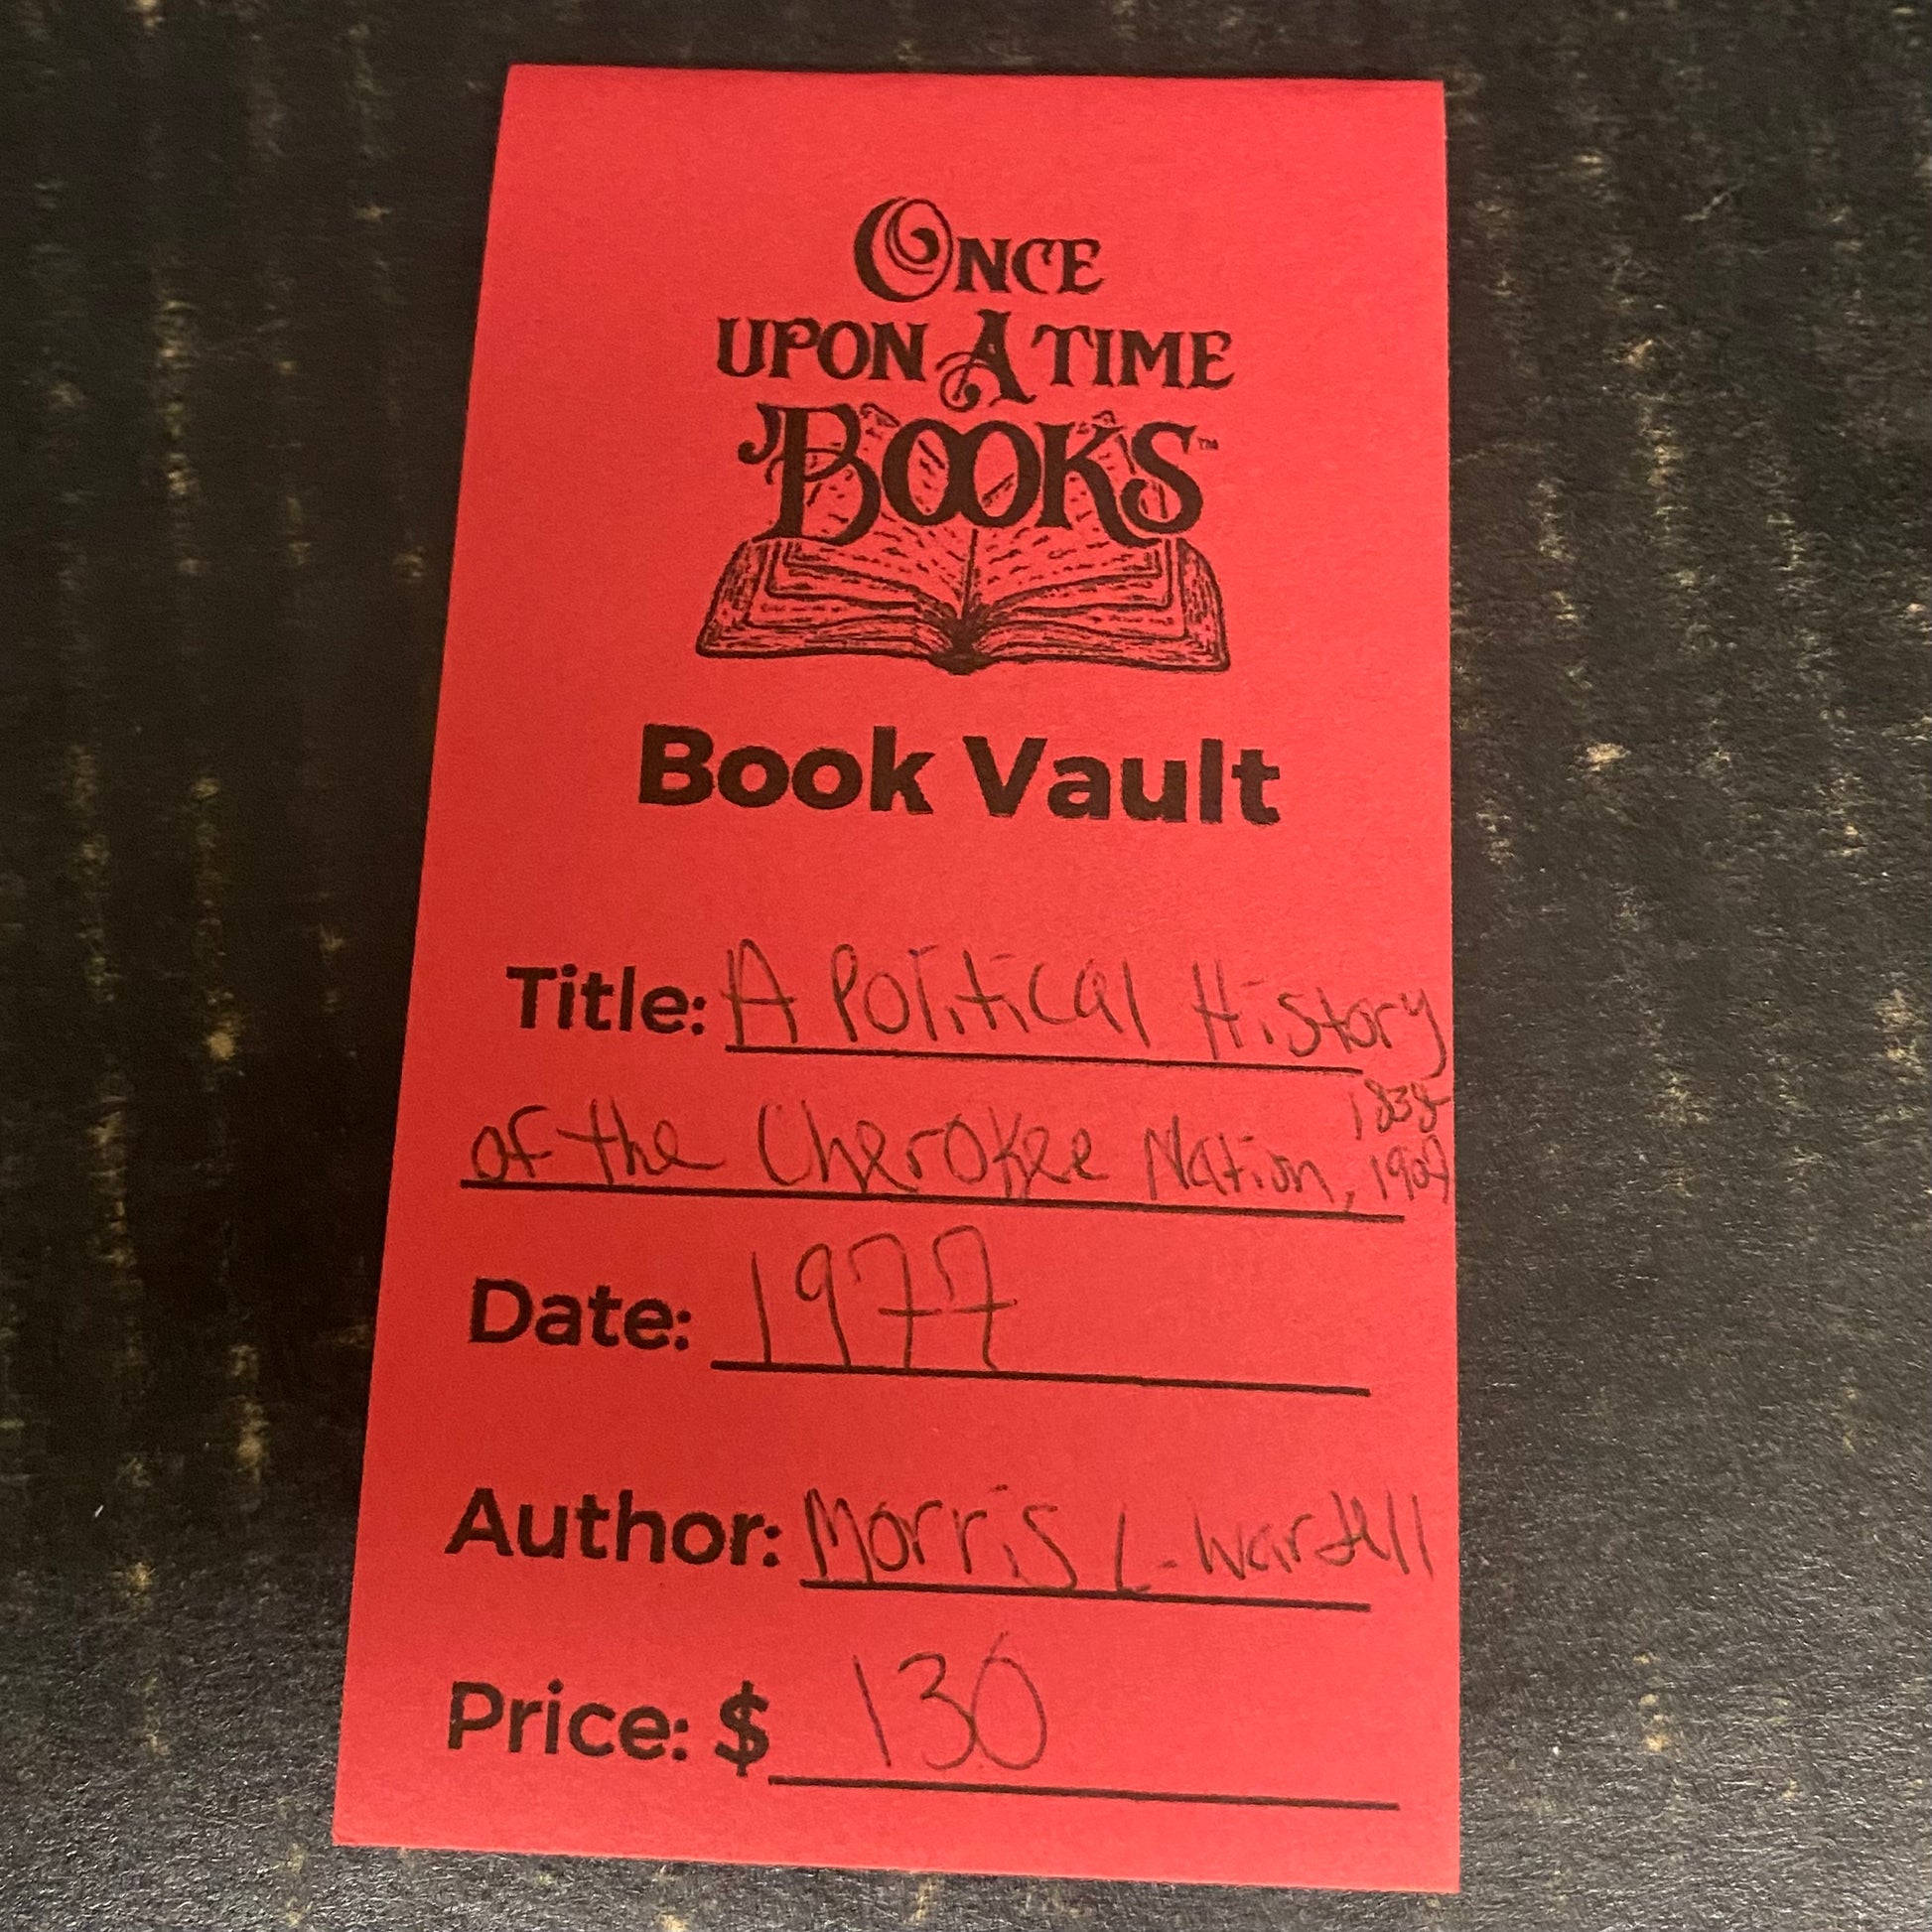 ONCE
UPON A TIME
BOOKS™
Book Vault
Title: A Political History
1838-
of the Cherokee Nation, 1907
Date: 1977
Author: Morris L. Wardell
Price: $ 130